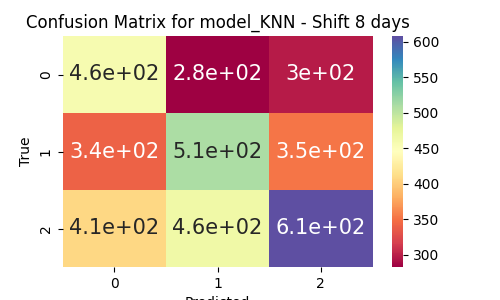 Confusion Matrix for model_KNN - Shift 8 days
0 4.6e+02 2.8e+02 3e+02
1 3.4e+02 5.1e+02 3.5e+02
2 4.1e+02 4.6e+02 6.1e+02
True
0 1 2
Predicted
600
550
500
450
400
350
300